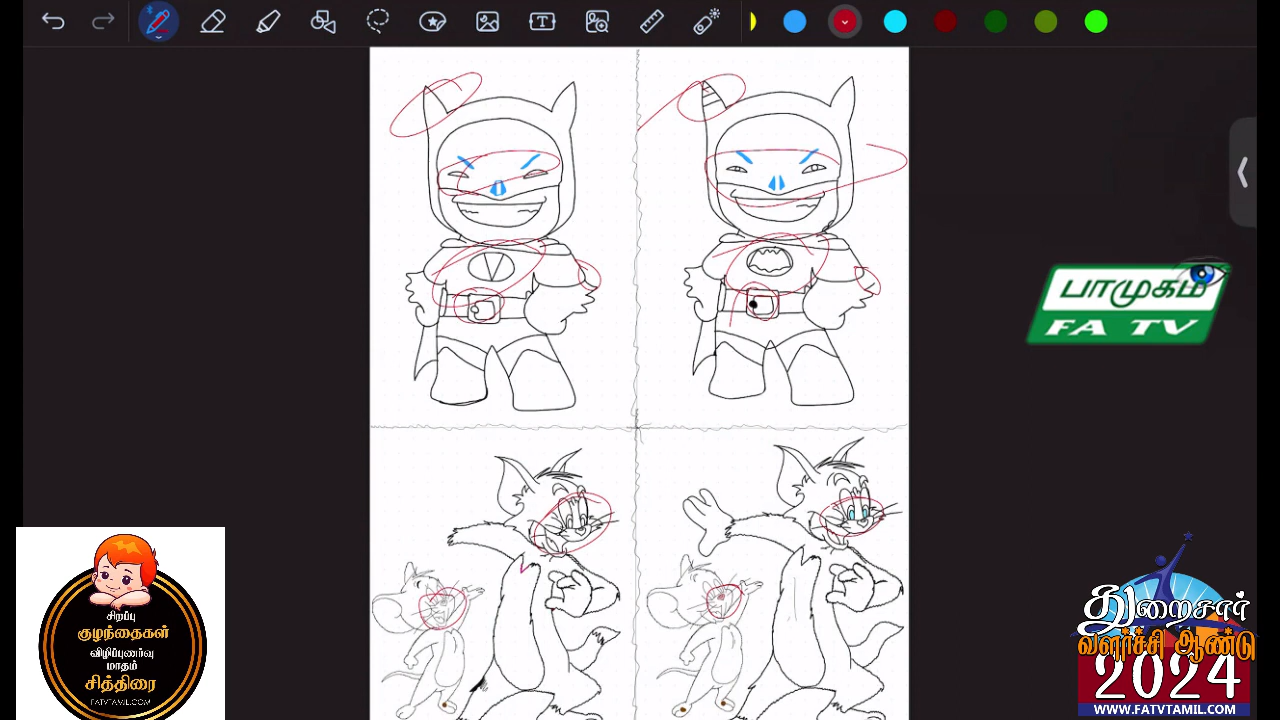 பாமுகம்
FA TV
சிறப்பு
குழந்தைகள்
விழிப்புணர்வு
மாதம்
சித்திரை
FATVTAMIL.COM
துறைசார்
வளர்ச்சி ஆண்டு
2024
WWW.FATVTAMIL.COM